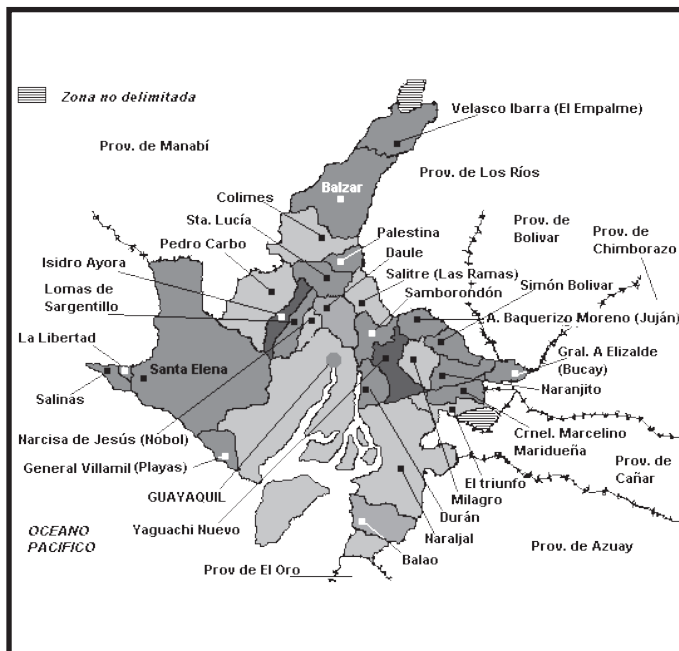 Zona no delimitada
Velasco Ibarra (El Empalme)
Prov. de Manabí
Prov. de Los Ríos
Balzar
Colimes
Sta. Lucía
Pedro Carbo
Palestina
Daule
Prov. de
Bolivar
Prov. de
Chimborazo
Isidro Ayora
Salitre (Las Ramas)
Samborondón
Simón Bolivar
Lomas de
Sargentillo
A. Baquerizo Moreno (Juján)
La Libertad
Gral. A Elizalde
(Bucay)
Santa Elena
Salinas
Naranjito
Narcisa de Jesús (Nobol)
Crnel. Marcelino
Maridueña
General Villamil (Playas)
Prov. de
Cañar
El triunfo
GUAYAQUIL
Milagro
Yaguachi Nuevo
Durán
OCEANO
PACIFICO
Naraljal
Balao
Prov. de Azuay
Prov de El Oro